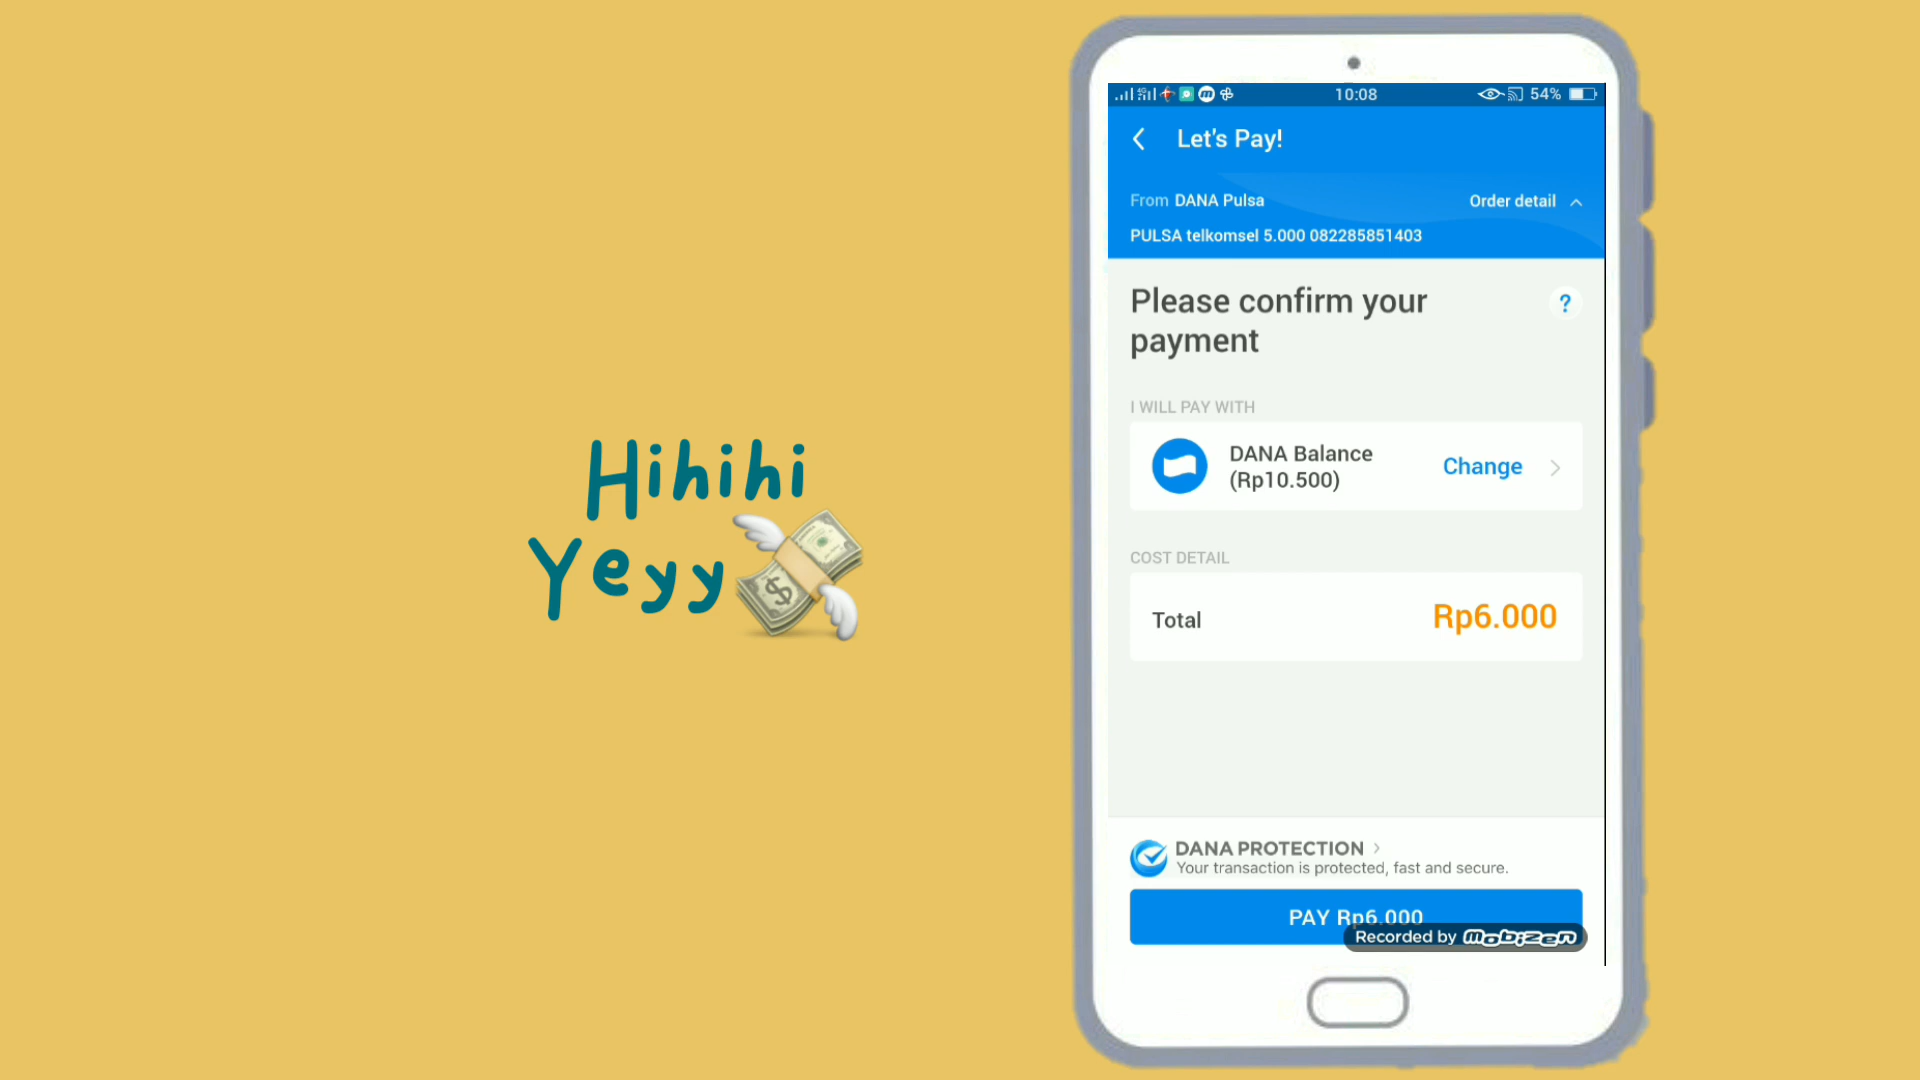 Hihihi
Yeyy
10:08
54%
Let's Pay!
From DANA Pulsa
Order detail
PULSA telkomsel 5.000 082285851403
Please confirm your
payment
?
I WILL PAY WITH
DANA Balance
(Rp10.500)
Change
COST DETAIL
Total
Rp6.000
DANA PROTECTION
Your transaction is protected, fast and secure.
PAY Rp6.000
Recorded by mobizen